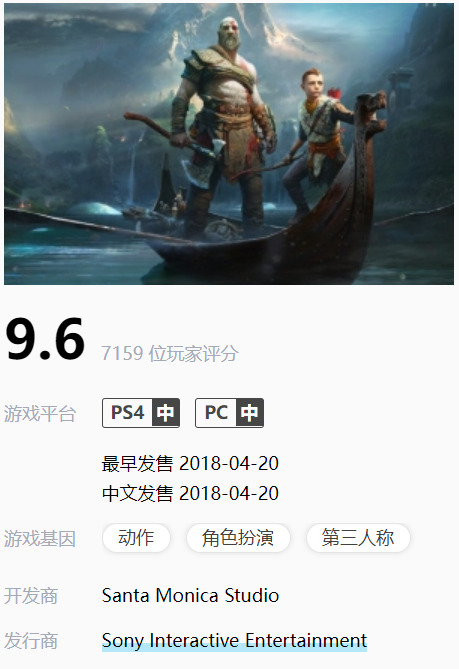 9.6 7159 位玩家评分
游戏平台 PS4 中 PC 中
最早发售 2018-04-20
中文发售 2018-04-20
游戏基因 动作 角色扮演 第三人称
开发商 Santa Monica Studio
发行商 Sony Interactive Entertainment